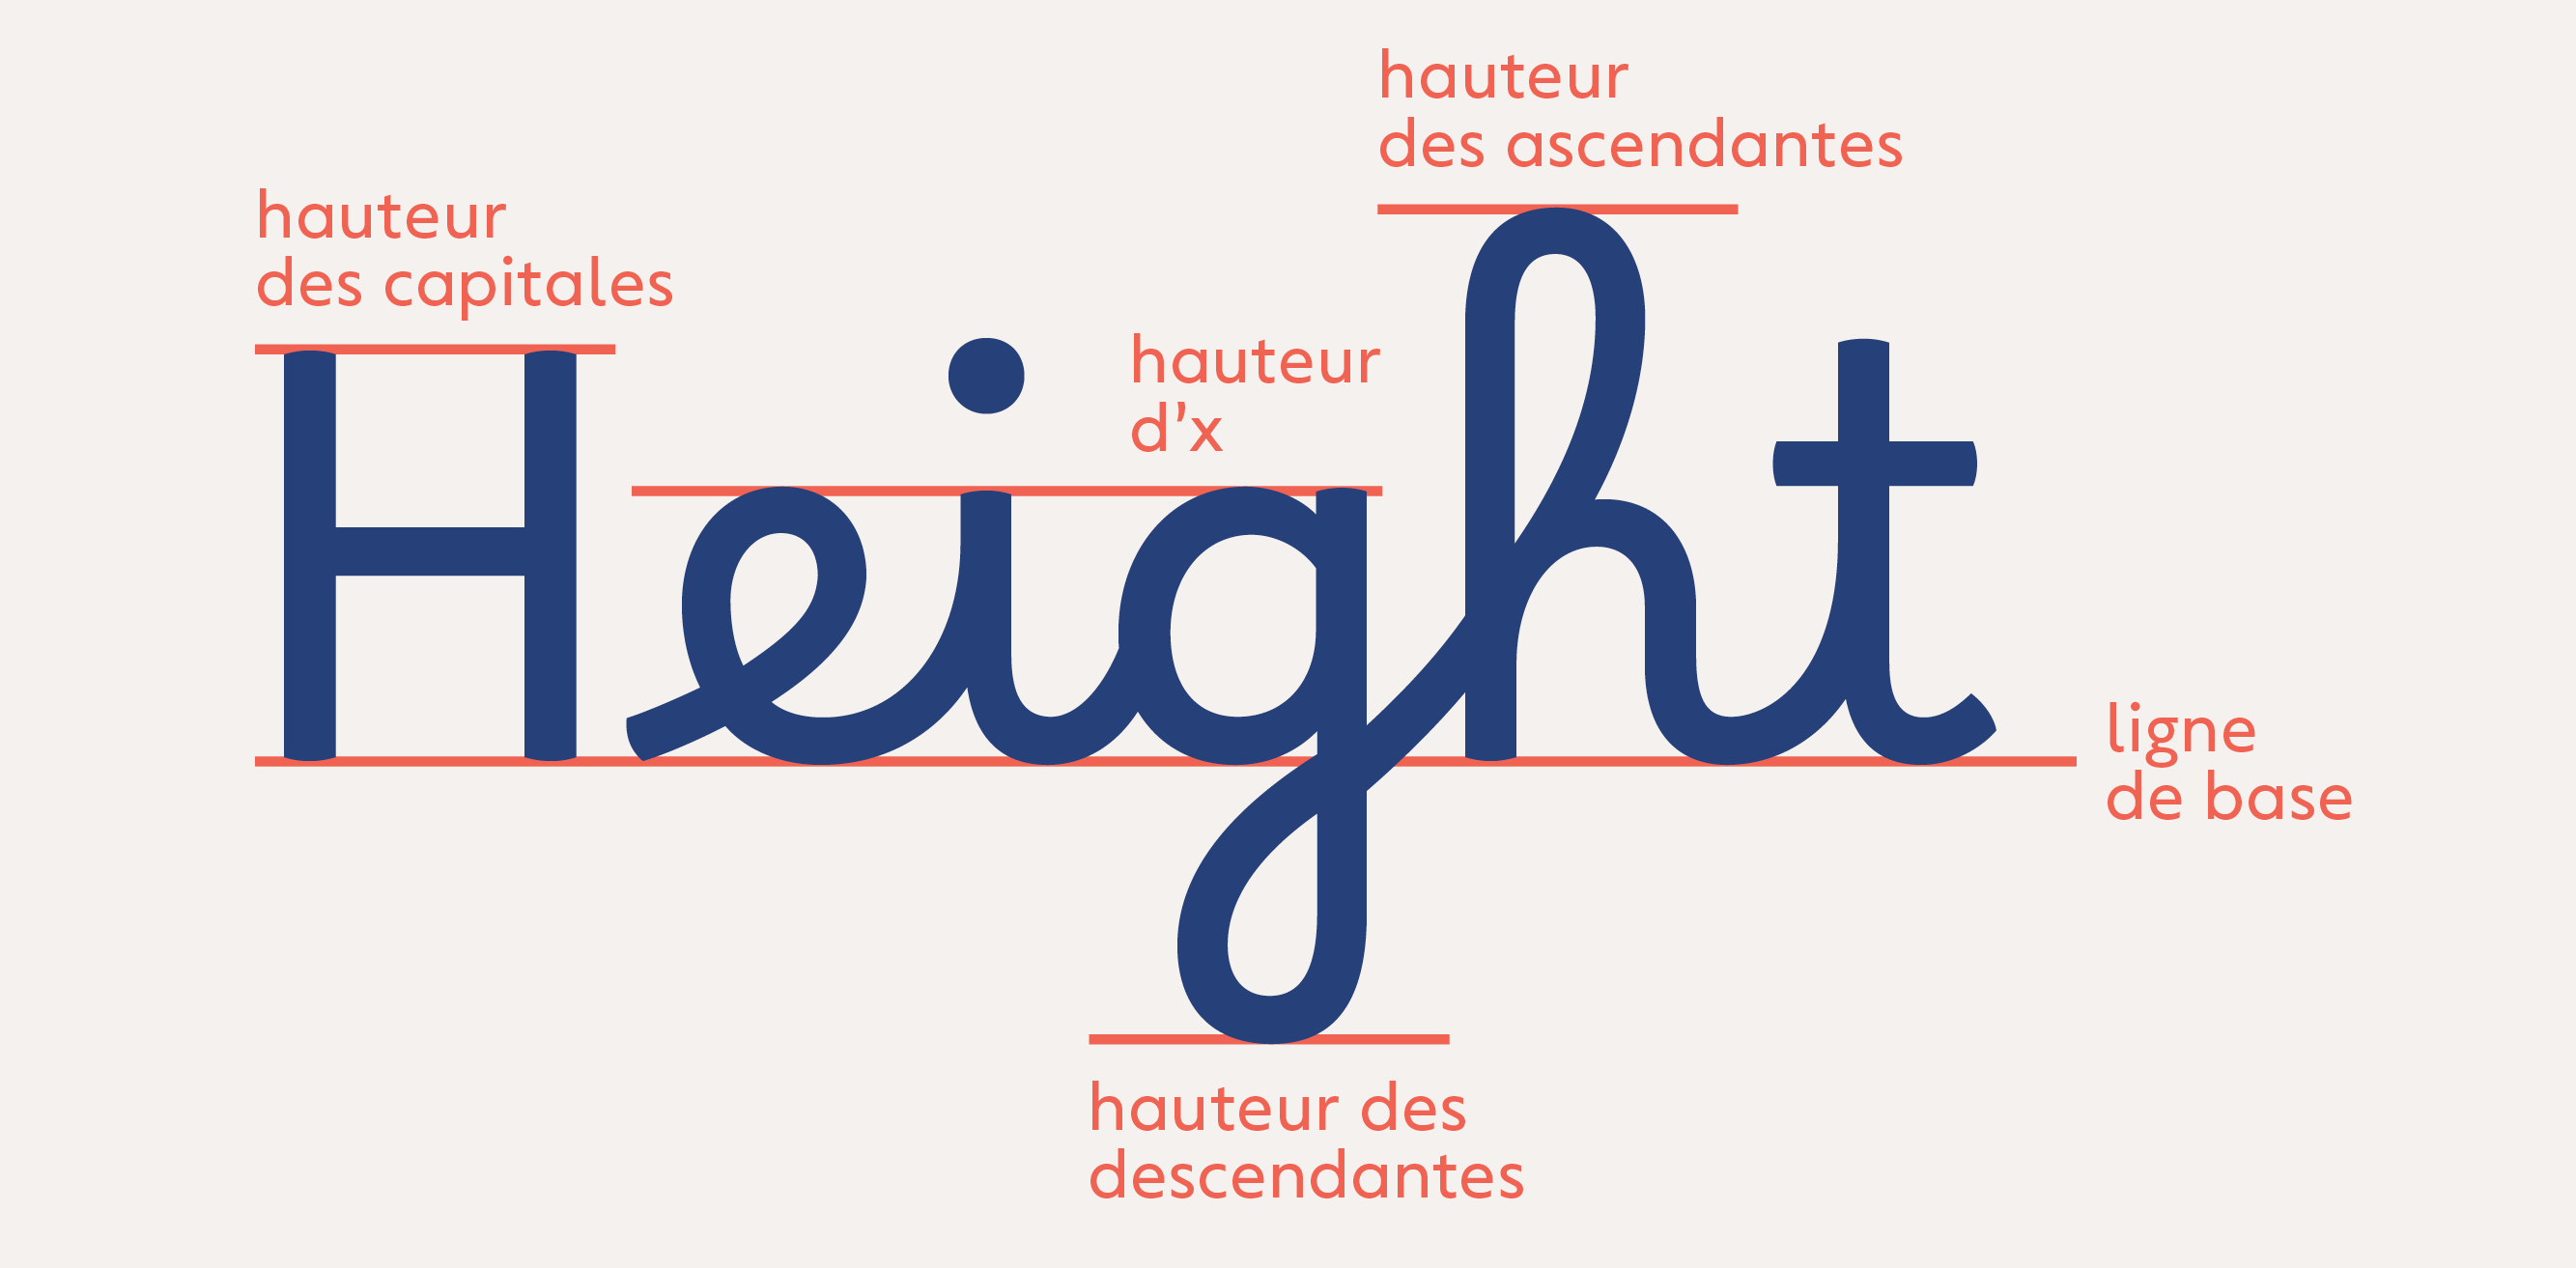 hauteur
des ascendantes
hauteur
des capitales
hauteur
d’x
Height
ligne
de base
hauteur des
descendantes